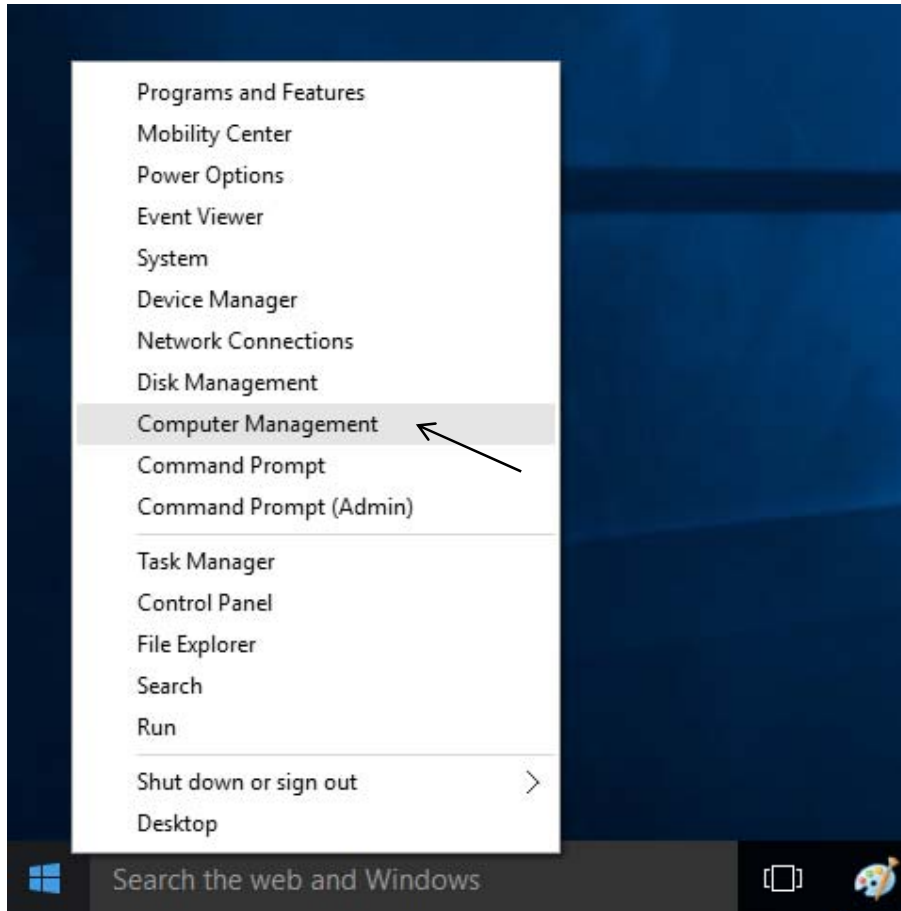 Programs and Features
Mobility Center
Power Options
Event Viewer
System
Device Manager
Network Connections
Disk Management
Computer Management
Command Prompt
Command Prompt (Admin)
Task Manager
Control Panel
File Explorer
Search
Run
Shut down or sign out
Desktop
Search the web and Windows